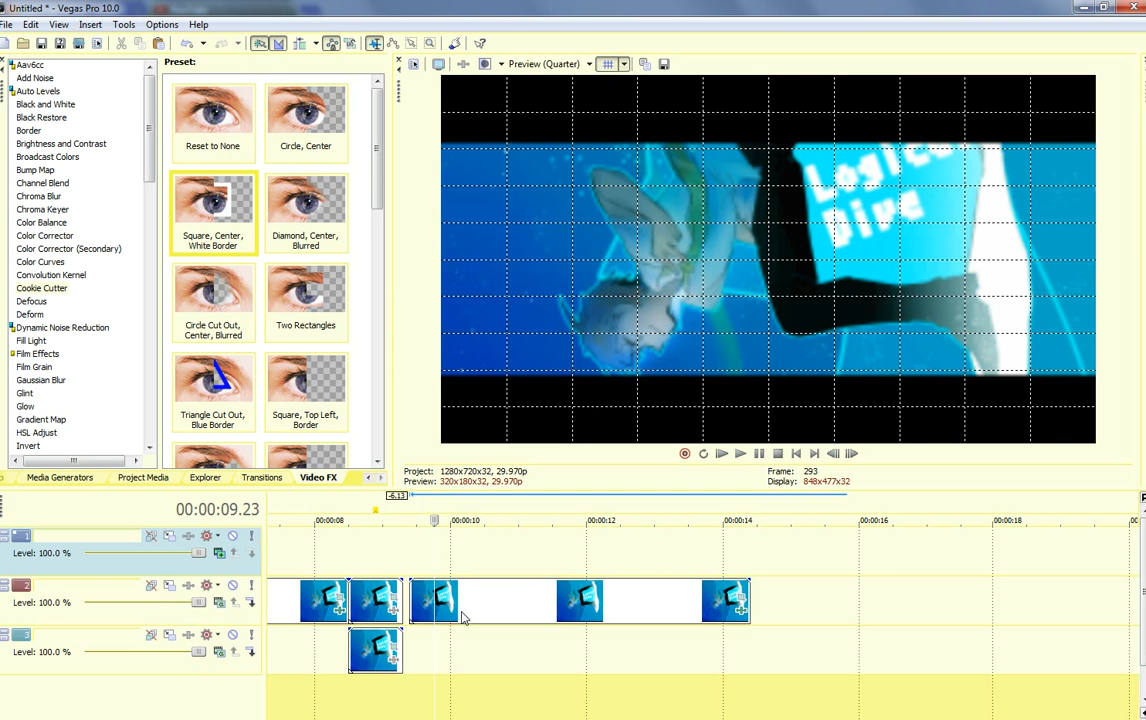 Untitled * - Vegas Pro 10.0
File Edit View Insert Tools Options Help
Preset:
Preview (Quarter)
Aav6cc
Add Noise
Auto Levels
Black and White
Black Restore
Border
Brightness and Contrast
Broadcast Colors
Bump Map
Channel Blend
Chroma Blur
Chroma Keyer
Color Balance
Color Corrector
Color Corrector (Secondary)
Color Curves
Convolution Kernel
Cookie Cutter
Defocus
Deform
Dynamic Noise Reduction
Fill Light
Film Effects
Film Grain
Gaussian Blur
Glint
Glow
Gradient Map
HSL Adjust
Invert
Reset to None
Circle, Center
Square, Center,
White Border
Diamond, Center,
Blurred
Circle Cut Out,
Center, Blurred
Two Rectangles
Triangle Cut Out,
Blue Border
Square, Top Left,
Border
Logical
Dive
Media Generators Project Media Explorer Transitions Video FX
Project: 1280x720x32, 29.970p
Preview: 320x180x32, 29.970p
Frame: 293
Display: 848x477x32
-6.13
00:00:09.23
00:00:08 00:00:10 00:00:12 00:00:14 00:00:16 00:00:18
1
Level: 100.0 %
2
Level: 100.0 %
3
Level: 100.0 %